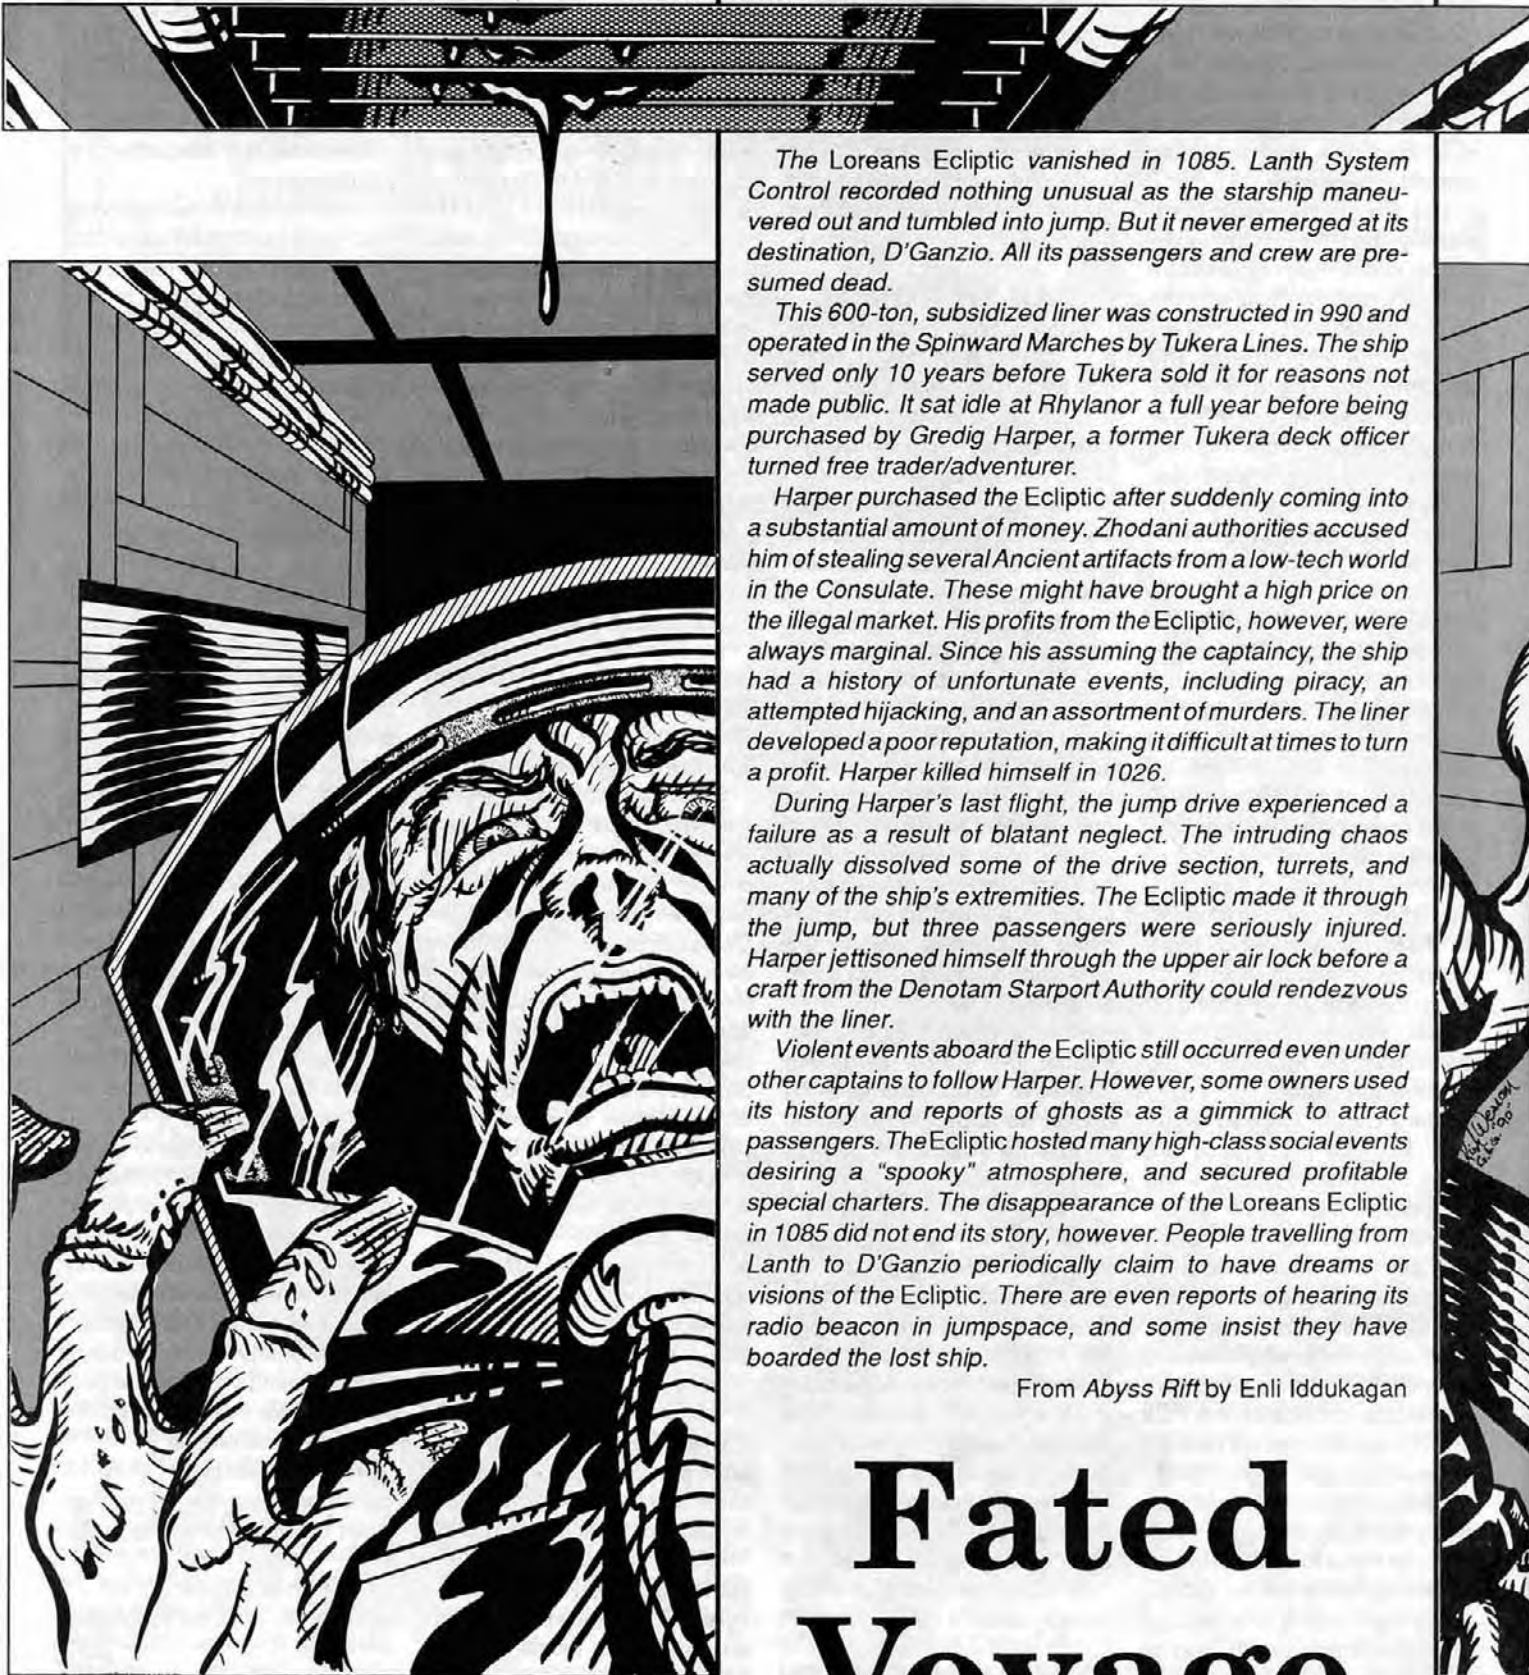 The Loreans Ecliptic vanished in 1085. Lanth System
Control recorded nothing unusual as the starship maneu-
vered out and tumbled into jump. But it never emerged at its
destination, D'Ganzio. All its passengers and crew are pre-
sumed dead.
This 600-ton, subsidized liner was constructed in 990 and
operated in the Spinward Marches by Tukera Lines. The ship
served only 10 years before Tukera sold it for reasons not
made public. It sat idle at Rhylanor a full year before being
purchased by Gredig Harper, a former Tukera deck officer
turned free trader/adventurer.
Harper purchased the Ecliptic after suddenly coming into
a substantial amount of money. Zhodani authorities accused
him of stealing several Ancient artifacts from a low-tech world
in the Consulate. These might have brought a high price on
the illegal market. His profits from the Ecliptic, however, were
always marginal. Since his assuming the captaincy, the ship
had a history of unfortunate events, including piracy, an
attempted hijacking, and an assortment of murders. The liner
developed a poor reputation, making it difficult at times to turn
a profit. Harper killed himself in 1026.
During Harper's last flight, the jump drive experienced a
failure as a result of blatant neglect. The intruding chaos
actually dissolved some of the drive section, turrets, and
many of the ship's extremities. The Ecliptic made it through
the jump, but three passengers were seriously injured.
Harper jettisoned himself through the upper air lock before a
craft from the Denotam Starport Authority could rendezvous
with the liner.
Violent events aboard the Ecliptic still occurred even under
other captains to follow Harper. However, some owners used
its history and reports of ghosts as a gimmick to attract
passengers. The Ecliptic hosted many high-class social events
desiring a "spooky" atmosphere, and secured profitable
special charters. The disappearance of the Loreans Ecliptic
in 1085 did not end its story, however. People travelling from
Lanth to D'Ganzio periodically claim to have dreams or
visions of the Ecliptic. There are even reports of hearing its
radio beacon in jumpspace, and some insist they have
boarded the lost ship.
From Abyss Rift by Enli Iddukagan
Fated
Voyage